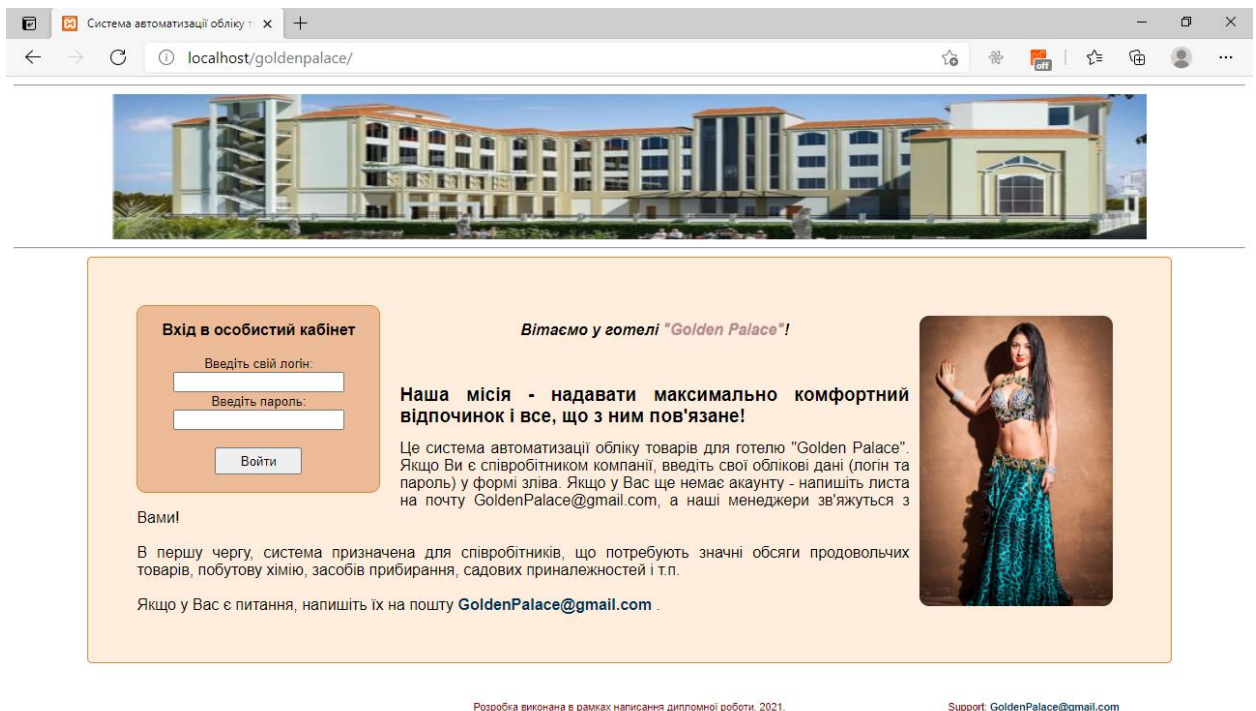 Система автоматизації обліку т
localhost/goldenpalace/
off
Вхід в особистий кабінет
Введіть свій логін:
Введіть пароль:
Войти
Вітаємо у готелі "Golden Palace"!
Наша місія - надавати максимально комфортний
відпочинок і все, що з ним пов'язане!
Це система автоматизації обліку товарів для готелю "Golden Palace".
Якщо Ви є співробітником компанії, введіть свої облікові дані (логін та
пароль) у формі зліва. Якщо у Вас ще немає акаунту - напишіть листа
на почту GoldenPalace@gmail.com, а наші менеджери зв'яжуться з
Вами!
В першу чергу, система призначена для співробітників, що потребують значні обсяги продовольчих
товарів, побутову хімію, засобів прибирання, садових приналежностей і т.п.
Якщо у Вас є питання, напишіть їх на пошту GoldenPalace@gmail.com .
Розробка виконана в рамках написання дипломної роботи. 2021.
Support: GoldenPalace@gmail.com